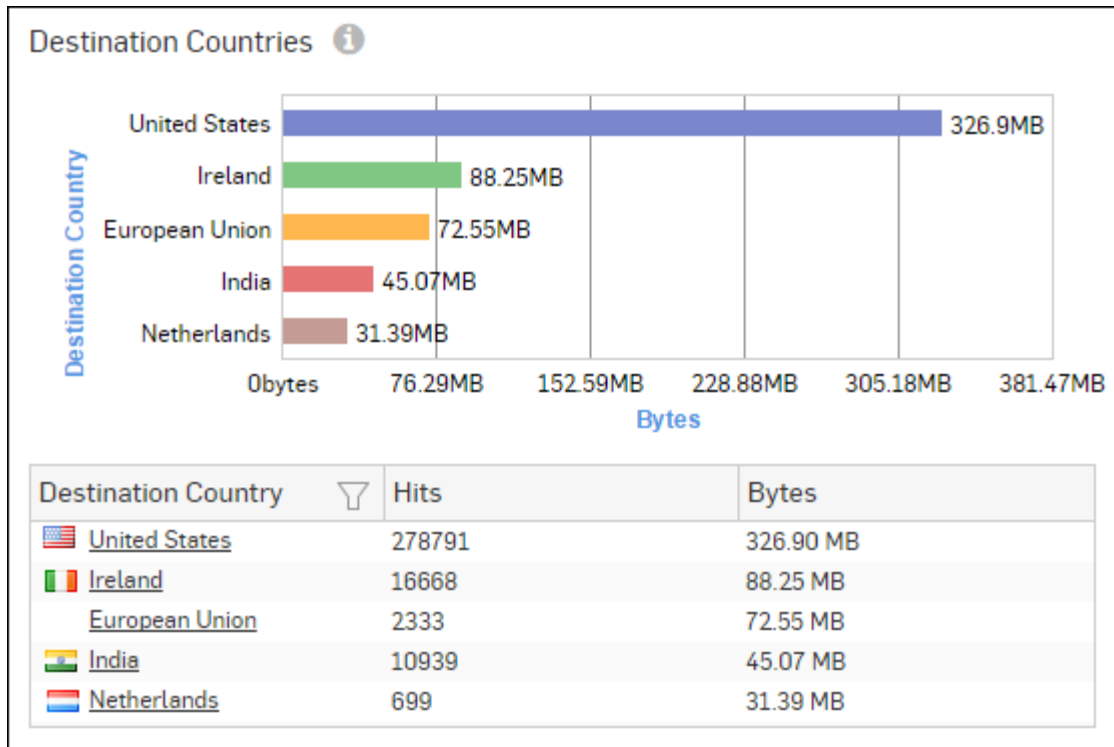 Destination Countries
Destination Country
United States 326.9MB
Ireland 88.25MB
European Union 72.55MB
India 45.07MB
Netherlands 31.39MB
0bytes 76.29MB 152.59MB 228.88MB 305.18MB 381.47MB
Bytes
Destination Country Hits Bytes
United States 278791 326.90 MB
Ireland 16668 88.25 MB
European Union 2333 72.55 MB
India 10939 45.07 MB
Netherlands 699 31.39 MB